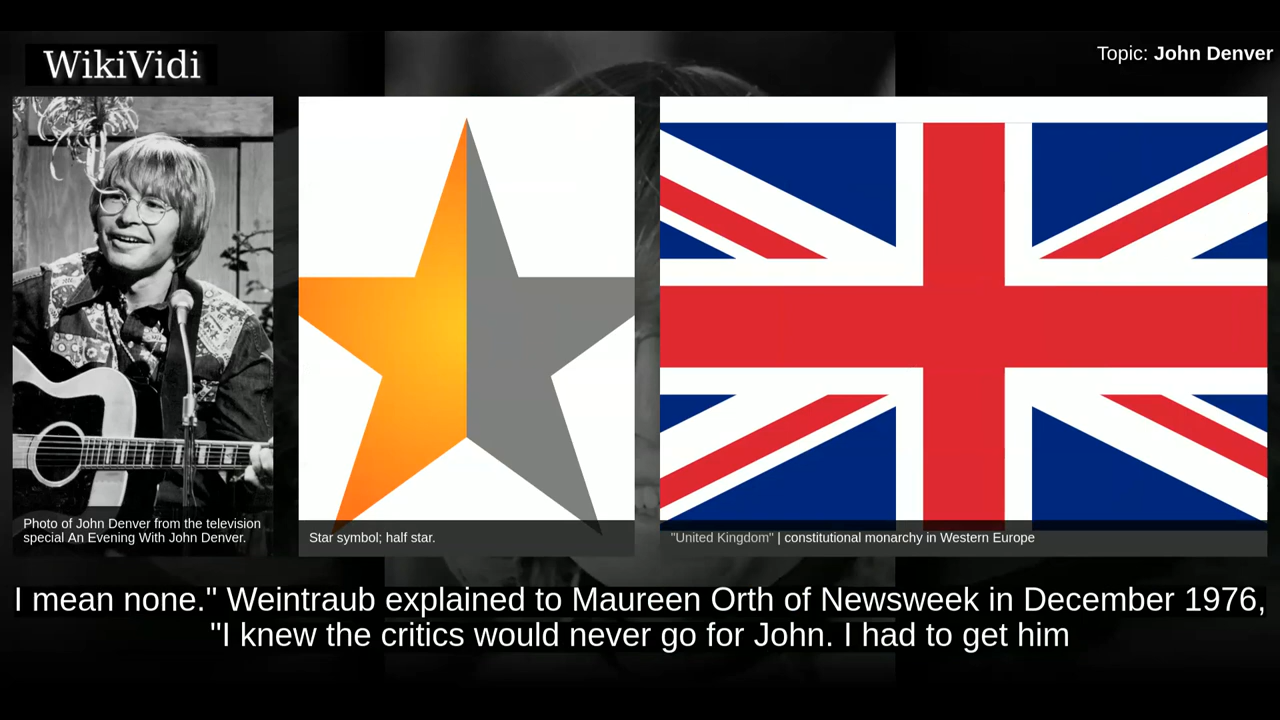 WikiVidi
Topic: John Denver
Photo of John Denver from the television
special An Evening With John Denver.
Star symbol; half star.
"United Kingdom" | constitutional monarchy in Western Europe
I mean none." Weintraub explained to Maureen Orth of Newsweek in December 1976,
"I knew the critics would never go for John. I had to get him